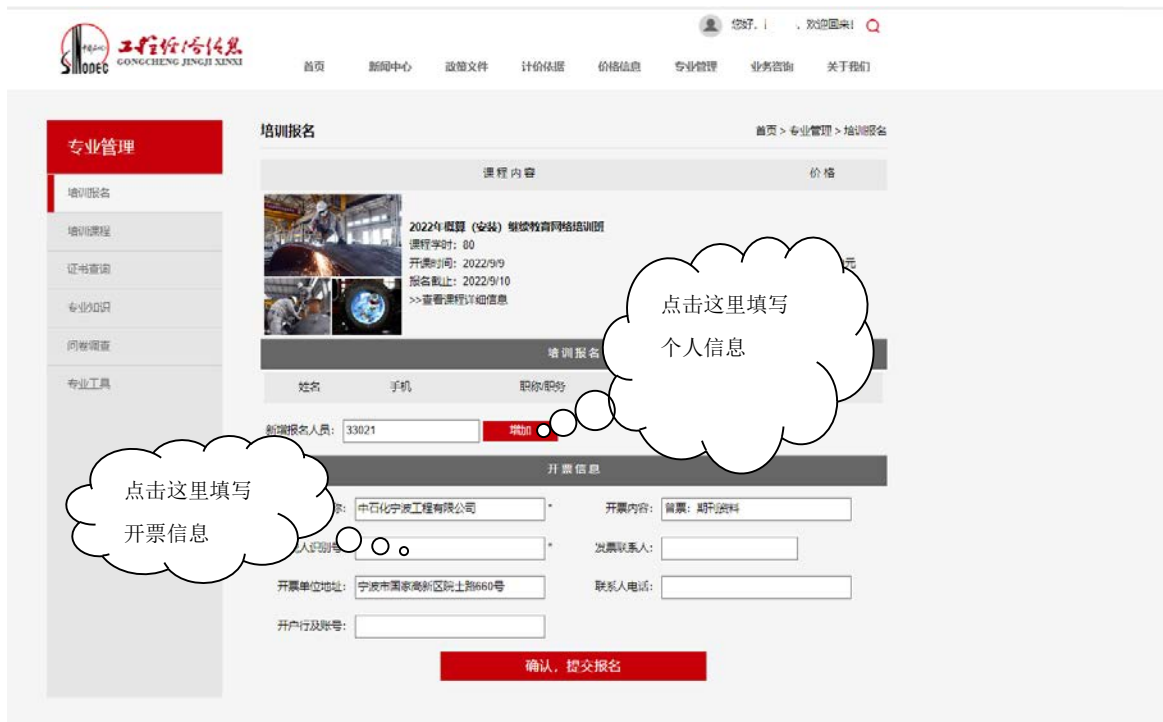 您好,
, 欢迎回来!
工程经济信息
GONGCHENG JINGJI XINXI
SINOPEC
首页 新闻中心 政策文件 计价依据 价格信息 专业管理 业务咨询 关于我们
专业管理
培训报名
培训课程
证书查询
专业知识
问卷调查
专业工具
培训报名
首页 > 专业管理 > 培训报名
课程内容 价格
2022年概算(安装)继续教育网络培训班
课程学时: 80
开课时间: 2022/9/9
元
报名截止: 2022/9/10
>>查看课程详细信息
点击这里填写
个人信息
培训报名
姓名 手机 职称/职务
新增报名人员: 33021 增加
开票信息
点击这里填写
开票信息
称: 中石化宁波工程有限公司 * 开票内容: 普票: 期刊资料
人识别号 * 发票联系人:
开票单位地址: 宁波市国家高新区院士路660号 联系人电话:
开户行及账号:
确认, 提交报名